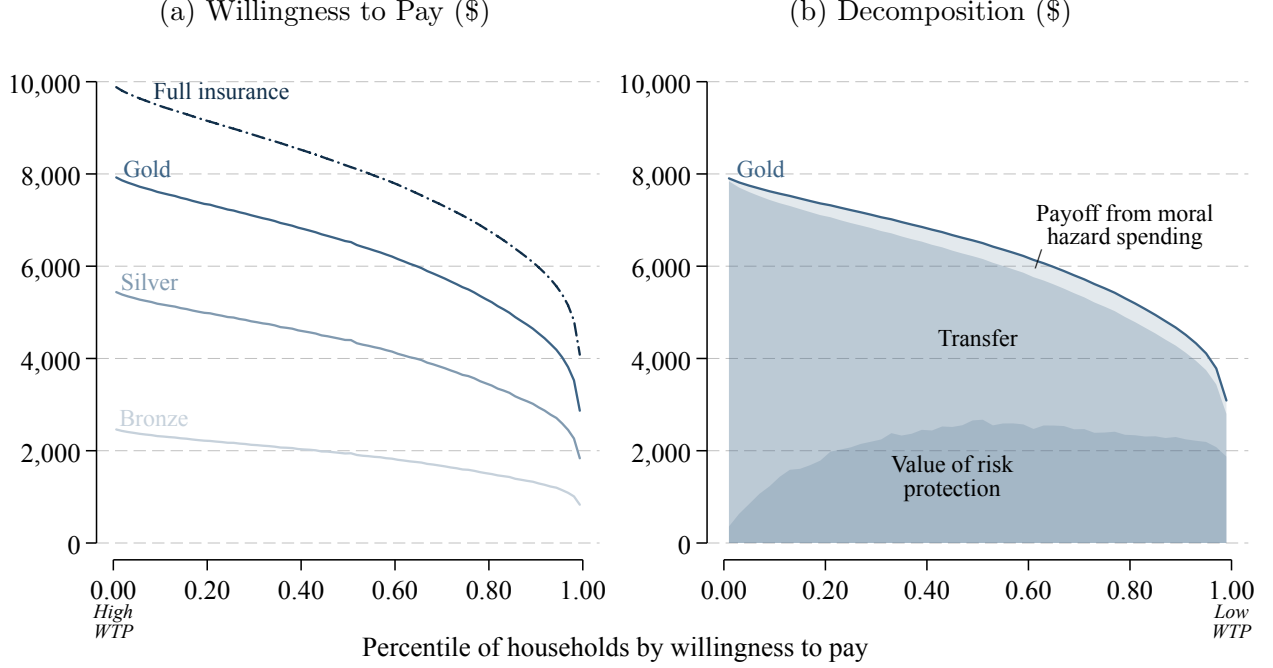 (a) Willingness to Pay ($)
10,000
8,000
6,000
4,000
2,000
0
Full insurance
Gold
Silver
Bronze
0.00 0.20 0.40 0.60 0.80 1.00
High
WTP
(b) Decomposition ($)
10,000
8,000
6,000
4,000
2,000
0
Gold
Payoff from moral
hazard spending
Transfer
Value of risk
protection
0.00 0.20 0.40 0.60 0.80 1.00
Low
WTP
Percentile of households by willingness to pay